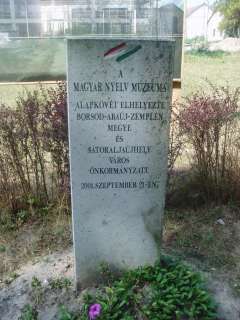 A
MAGYAR NYELV MÚZEUMA
ALAPKÖVÉT ELHELYEZTE
BORSOD-ABAÚJ-ZEMPLÉN
MEGYE
ÉS
SÁTORALJAÚJHELY
VÁROS
ÖNKORMÁNYZATA
2001. SZEPTEMBER 21-ÉN